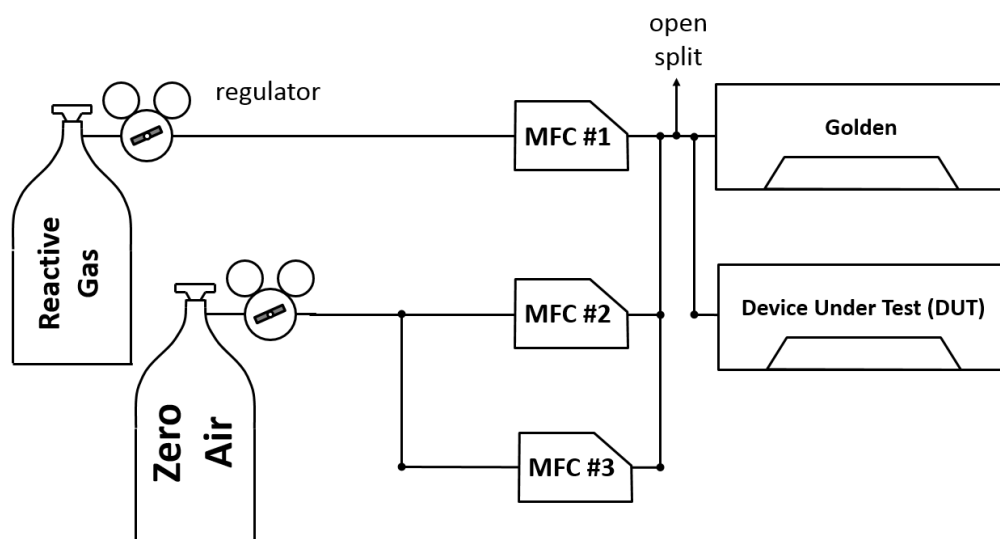 open
split
regulator
MFC #1
Golden
Reactive
Gas
MFC #2
Device Under Test (DUT)
Zero
Air
MFC #3